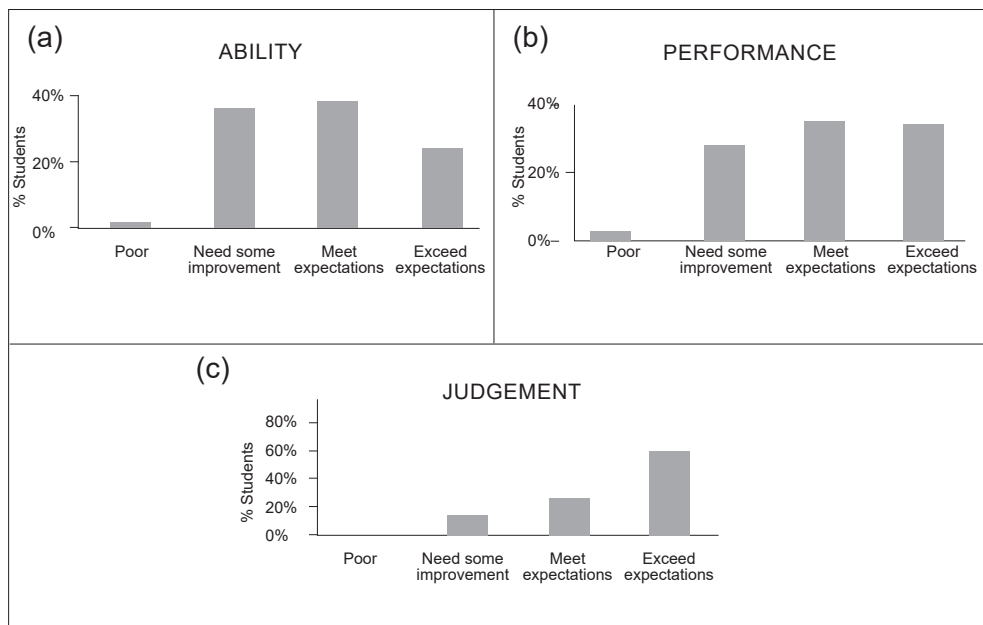 (a)
ABILITY
% Students
40%
20%
0%
Poor
Need some
improvement
Meet
expectations
Exceed
expectations
(b)
PERFORMANCE
% Students
40%
20%
0%
Poor
Need some
improvement
Meet
expectations
Exceed
expectations
(c)
JUDGEMENT
% Students
80%
60%
40%
20%
0%
Poor
Need some
improvement
Meet
expectations
Exceed
expectations